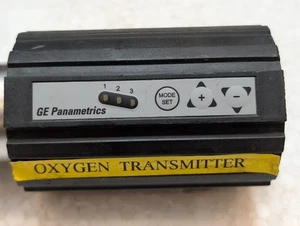 1 2 3
MODE
SET
+ -
GE Panametrics
OXYGEN TRANSMITTER